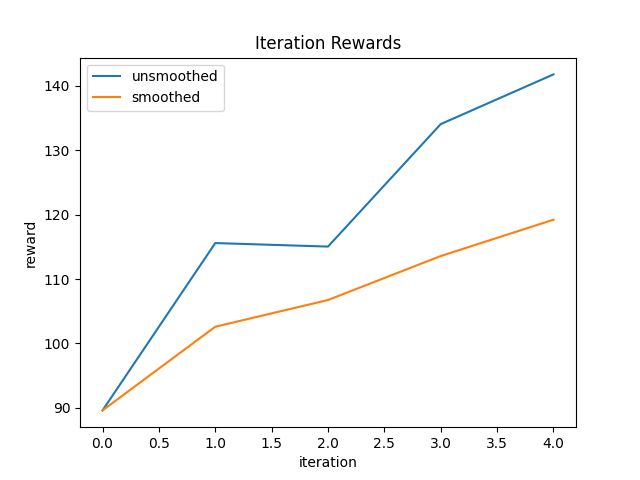 Iteration Rewards
unsmoothed
smoothed
140
130
120
110
100
90
reward
0.0 0.5 1.0 1.5 2.0 2.5 3.0 3.5 4.0
iteration